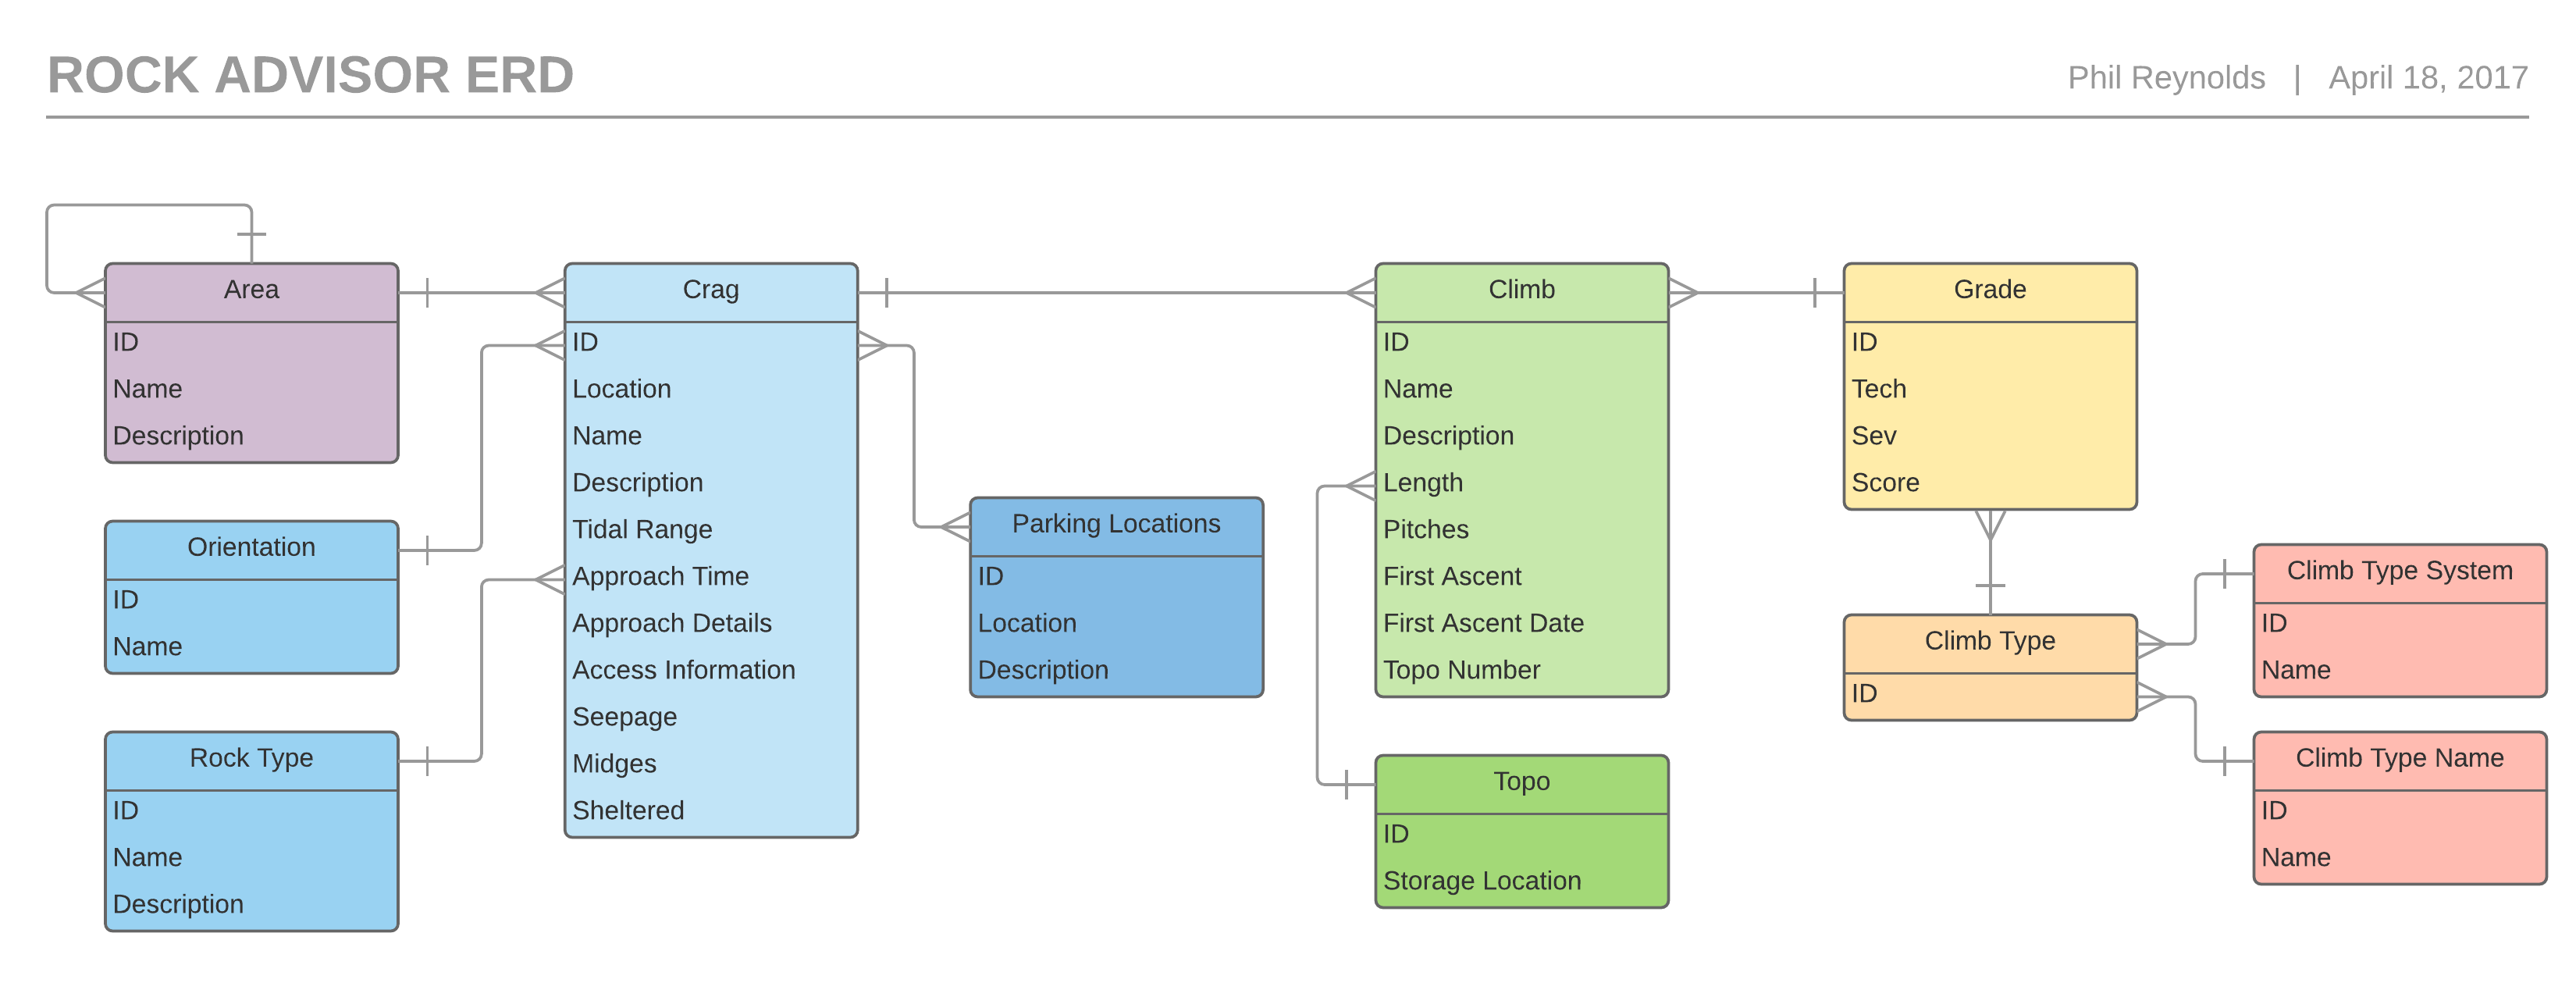 ROCK ADVISOR ERD
Phil Reynolds | April 18, 2017
Area
ID
Name
Description
Orientation
ID
Name
Rock Type
ID
Name
Description
Crag
ID
Location
Name
Description
Tidal Range
Approach Time
Approach Details
Access Information
Seepage
Midges
Sheltered
Parking Locations
ID
Location
Description
Climb
ID
Name
Description
Length
Pitches
First Ascent
First Ascent Date
Topo Number
Topo
ID
Storage Location
Grade
ID
Tech
Sev
Score
Climb Type
ID
Climb Type System
ID
Name
Climb Type Name
ID
Name